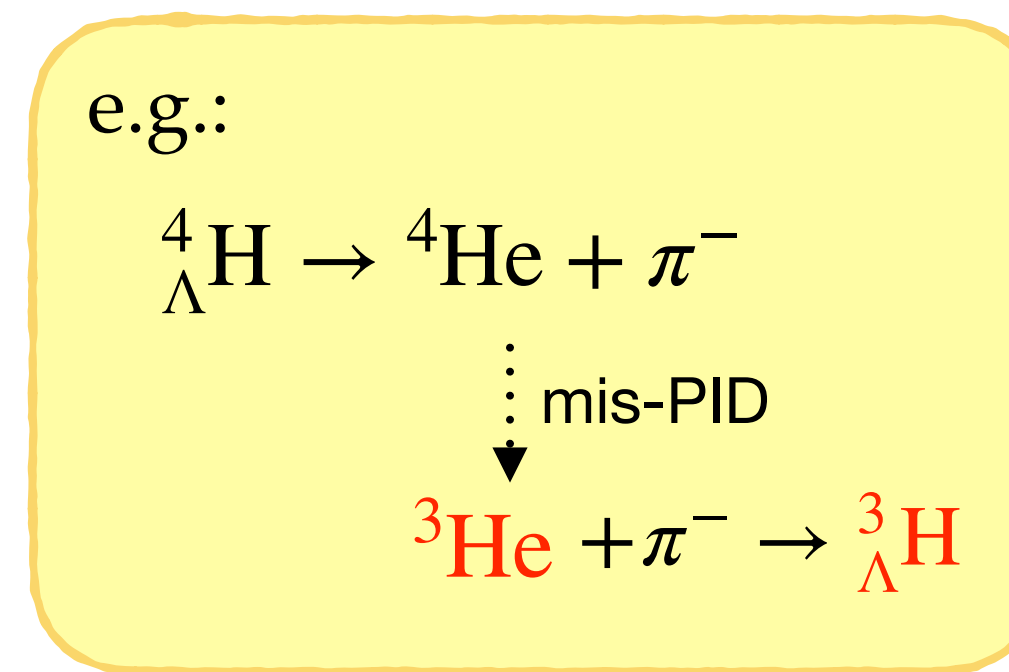 e.g.:
⁴ΛH → ⁴He + π⁻
mis-PID
³He +π⁻ → ³ΛH